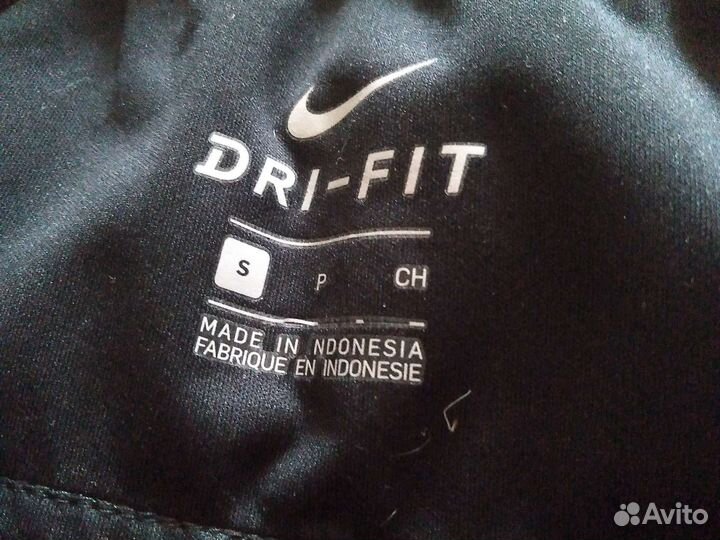 DRI-FIT
S P CH
MADE IN NDONESIA
FABRIQUE EN INDONESIE
Avito